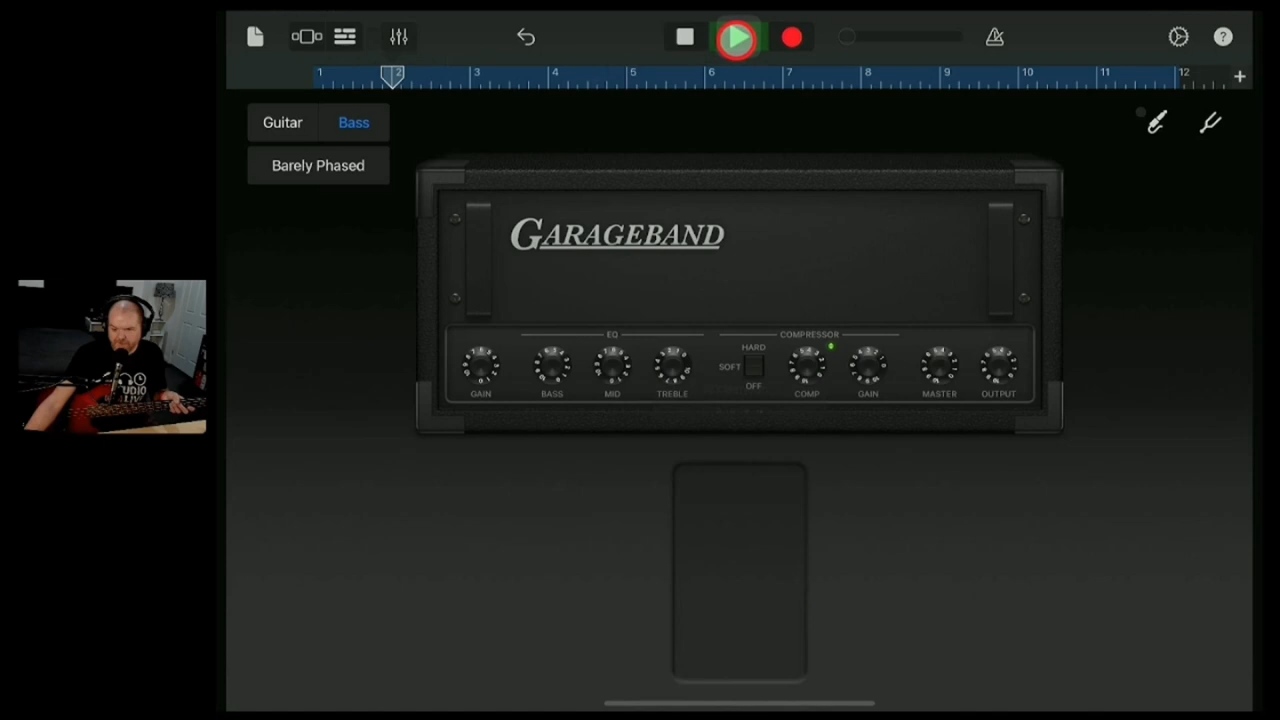 1 2 3 4 5 6 7 8 9 10 11 12 +
?
Guitar Bass
Barely Phased
GARAGEBAND
EQ COMPRESSOR
HARD
SOFT
OFF
GAIN BASS MID TREBLE COMP GAIN MASTER OUTPUT